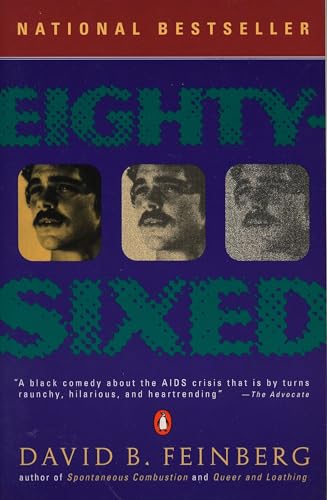 NATIONAL BESTSELLER
EIGHTY-
SIXED
"A black comedy about the AIDS crisis that is by turns
raunchy, hilarious, and heartrending" —The Advocate
DAVID B. FEINBERG
author of Spontaneous Combustion and Queer and Loathing